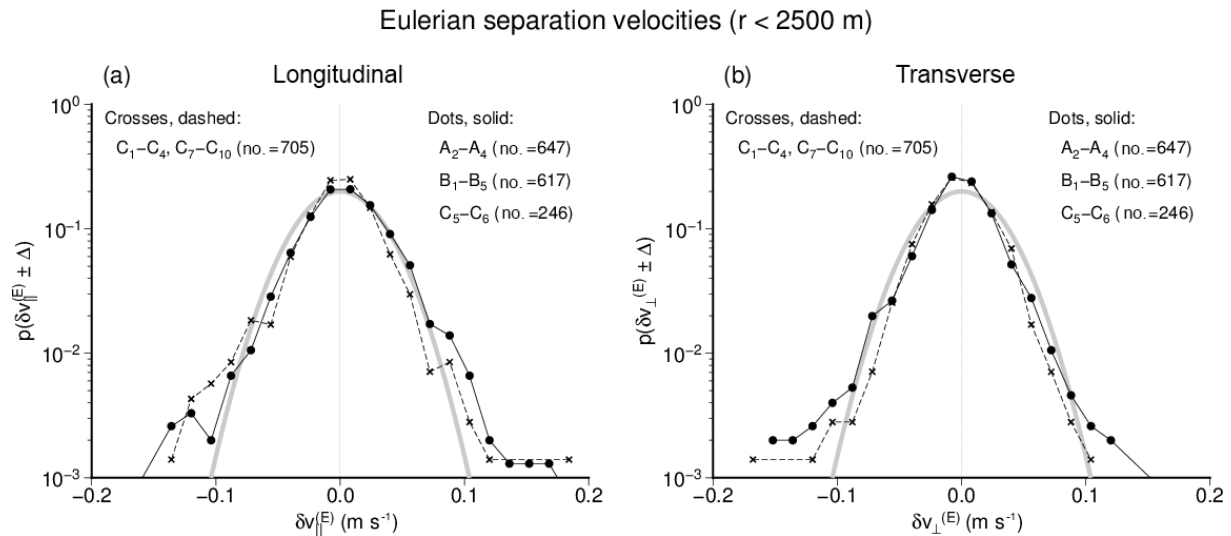 Eulerian separation velocities (r < 2500 m)
(a) Longitudinal
Crosses, dashed:
C₁−C₄, C₇−C₁₀ (no. =705)
Dots, solid:
A₂−A₄ (no. =647)
B₁−B₅ (no. =617)
C₅−C₆ (no. =246)
p(δv∥⁽ᴱ⁾ ± Δ)
10⁰
10⁻¹
10⁻²
10⁻³
−0.2 −0.1 0.0 0.1 0.2
δv∥⁽ᴱ⁾ (m s⁻¹)
(b) Transverse
Crosses, dashed:
C₁−C₄, C₇−C₁₀ (no. =705)
Dots, solid:
A₂−A₄ (no. =647)
B₁−B₅ (no. =617)
C₅−C₆ (no. =246)
p(δv⊥⁽ᴱ⁾ ± Δ)
10⁰
10⁻¹
10⁻²
10⁻³
−0.2 −0.1 0.0 0.1 0.2
δv⊥⁽ᴱ⁾ (m s⁻¹)